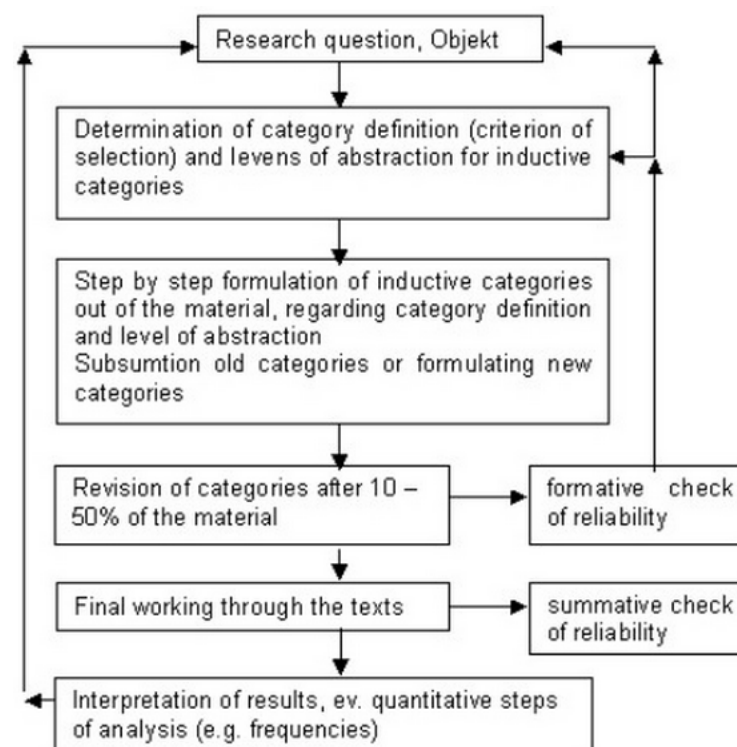 Research question, Objekt
Determination of category definition (criterion of
selection) and levens of abstraction for inductive
categories
Step by step formulation of inductive categories
out of the material, regarding category definition
and level of abstraction
Subsumtion old categories or formulating new
categories
Revision of categories after 10 –
50% of the material
formative check
of reliability
Final working through the texts
summative check
of reliability
Interpretation of results, ev. quantitative steps
of analysis (e.g. frequencies)